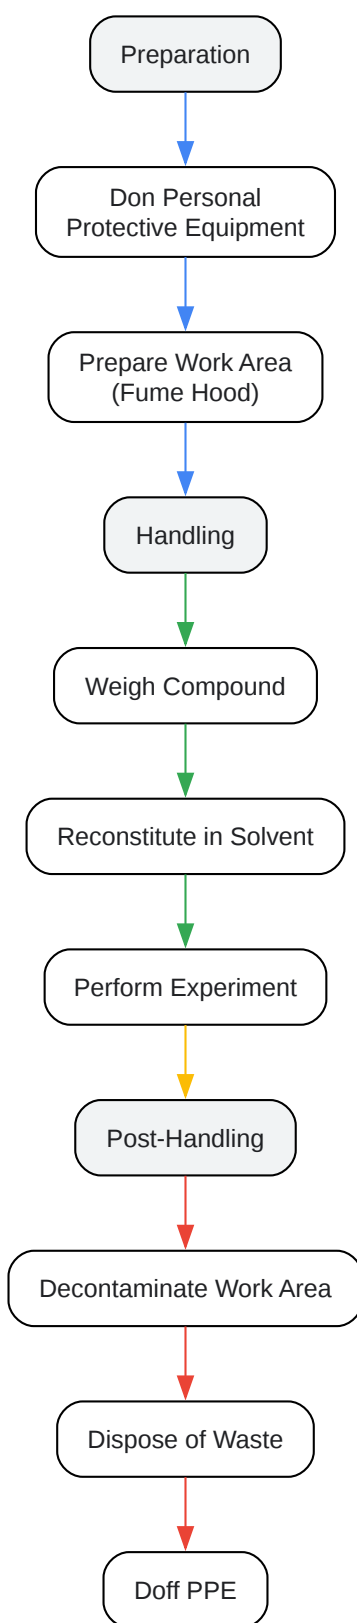 Preparation
Don Personal
Protective Equipment
Prepare Work Area
(Fume Hood)
Handling
Weigh Compound
Reconstitute in Solvent
Perform Experiment
Post-Handling
Decontaminate Work Area
Dispose of Waste
Doff PPE